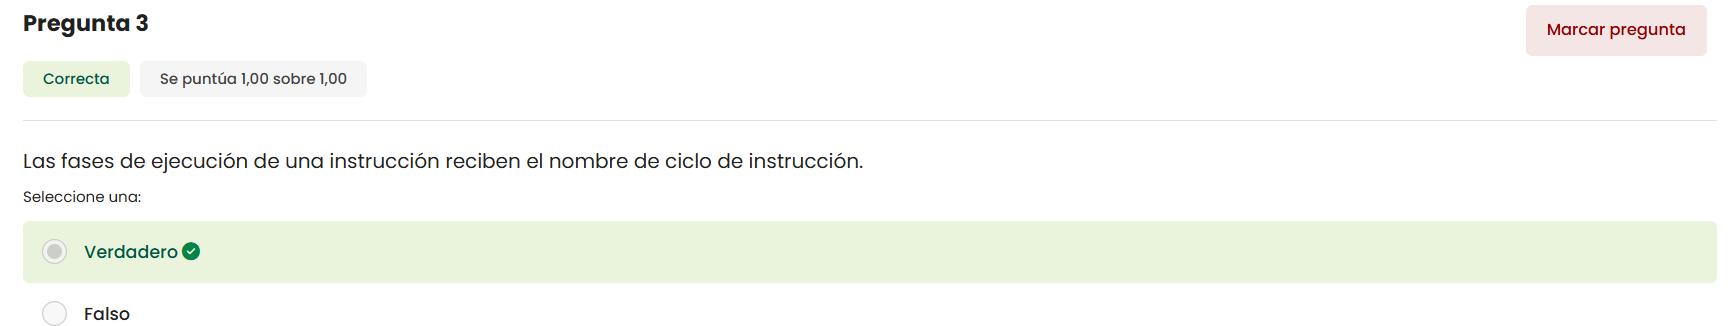 Pregunta 3
Marcar pregunta
Correcta
Se puntúa 1,00 sobre 1,00
Las fases de ejecución de una instrucción reciben el nombre de ciclo de instrucción.
Seleccione una:
Verdadero
Falso